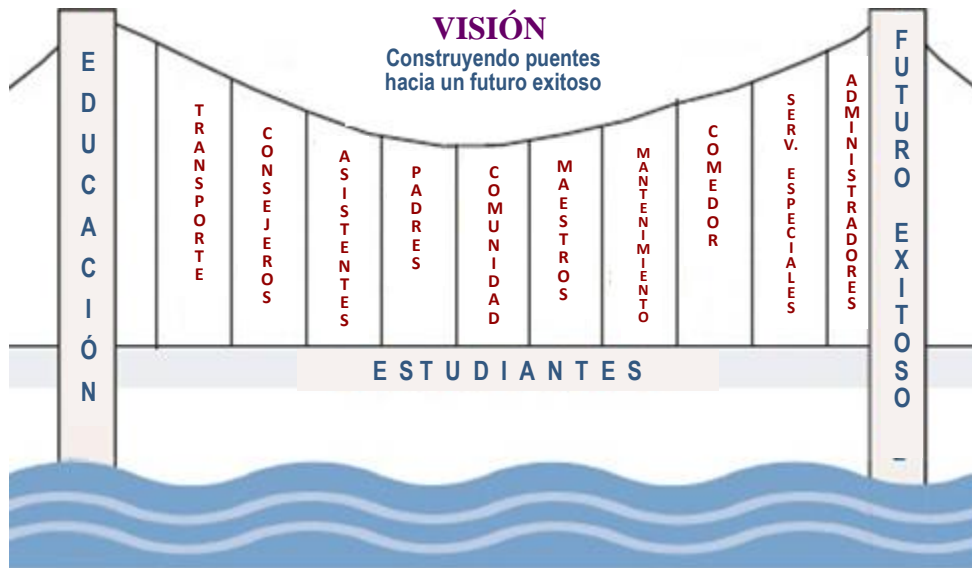 VISIÓN
Construyendo puentes
hacia un futuro exitoso
EDUCACIÓN
TRANSPORTE
CONSEJEROS
ASISTENTES
PADRES
COMUNIDAD
MAESTROS
MANTENIMIENTO
COMEDOR
SERV. ESPECIALES
ADMINISTRADORES
FUTURO EXITOSO
ESTUDIANTES